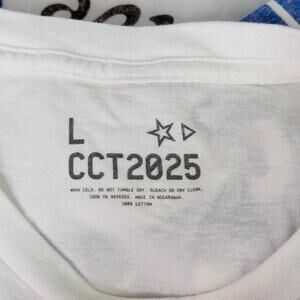 L
CCT2025
WASH COLD. DO NOT TUMBLE DRY, BLEACH OR DRY CLEAN.
IRON ON REVERSE. MADE IN NICARAGUA.
100% COTTON